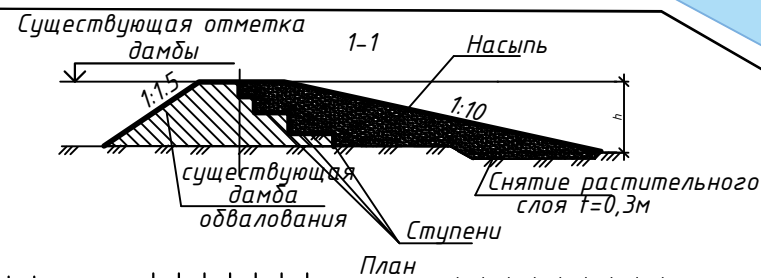 Существующая отметка
дамбы
1-1
Насыпь
1:1.5
1:10
h
существующая
дамба
обвалования
Снятие растительного
слоя t=0,3м
Ступени
План